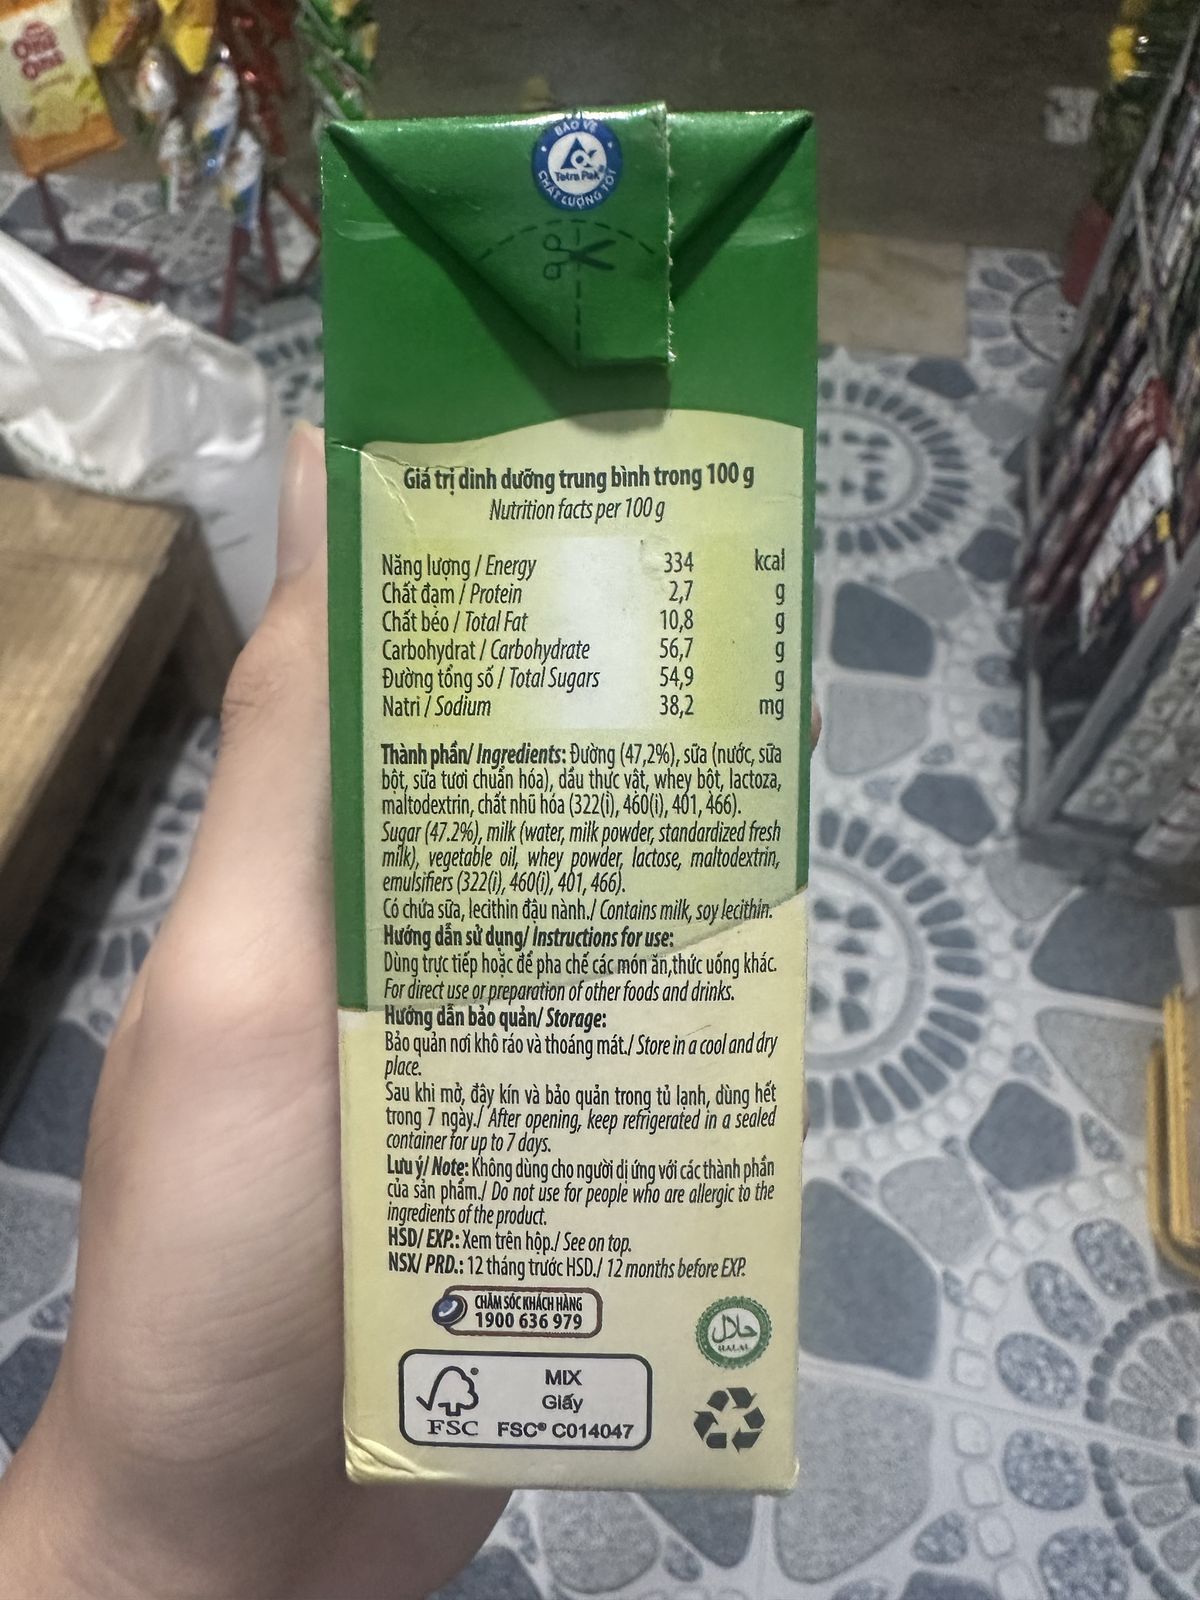 BẢO VỆ
Tetra Pak®
CHẤT LƯỢNG TỐT
Giá trị dinh dưỡng trung bình trong 100 g
Nutrition facts per 100 g
Năng lượng / Energy 334 kcal
Chất đạm / Protein 2,7 g
Chất béo / Total Fat 10,8 g
Carbohydrat / Carbohydrate 56,7 g
Đường tổng số / Total Sugars 54,9 g
Natri / Sodium 38,2 mg
Thành phần/ Ingredients: Đường (47,2%), sữa (nước, sữa
bột, sữa tươi chuẩn hóa), dầu thực vật, whey bột, lactoza,
maltodextrin, chất nhũ hóa (322(i), 460(i), 401, 466).
Sugar (47.2%), milk (water, milk powder, standardized fresh
milk), vegetable oil, whey powder, lactose, maltodextrin,
emulsifiers (322(i), 460(i), 401, 466).
Có chứa sữa, lecithin đậu nành./ Contains milk, soy lecithin.
Hướng dẫn sử dụng/ Instructions for use:
Dùng trực tiếp hoặc để pha chế các món ăn,thức uống khác.
For direct use or preparation of other foods and drinks.
Hướng dẫn bảo quản/ Storage:
Bảo quản nơi khô ráo và thoáng mát./ Store in a cool and dry
place.
Sau khi mở, đậy kín và bảo quản trong tủ lạnh, dùng hết
trong 7 ngày./ After opening, keep refrigerated in a sealed
container for up to 7 days.
Lưu ý/ Note: Không dùng cho người dị ứng với các thành phần
của sản phẩm./ Do not use for people who are allergic to the
ingredients of the product.
HSD/ EXP.: Xem trên hộp./ See on top.
NSX/ PRD.: 12 tháng trước HSD./ 12 months before EXP.
CHĂM SÓC KHÁCH HÀNG
1900 636 979
حلال
HALAL
MIX
Giấy
FSC FSC® C014047